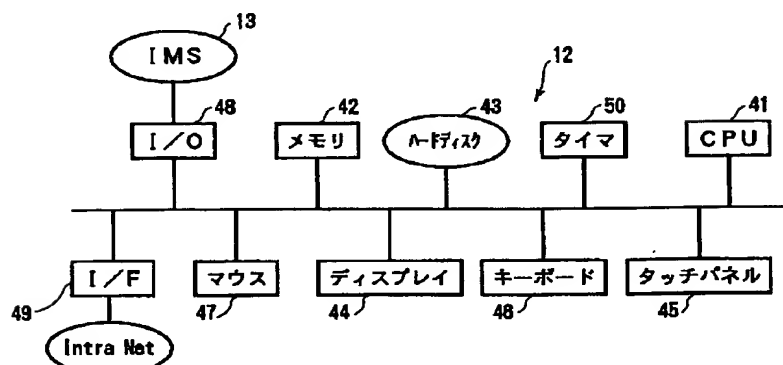 13
IMS
12
48
42
43
50
41
I/O
メモリ
ハードディスク
タイマ
CPU
I/F
マウス
ディスプレイ
キーボード
タッチパネル
49
47
44
46
45
Intra Net